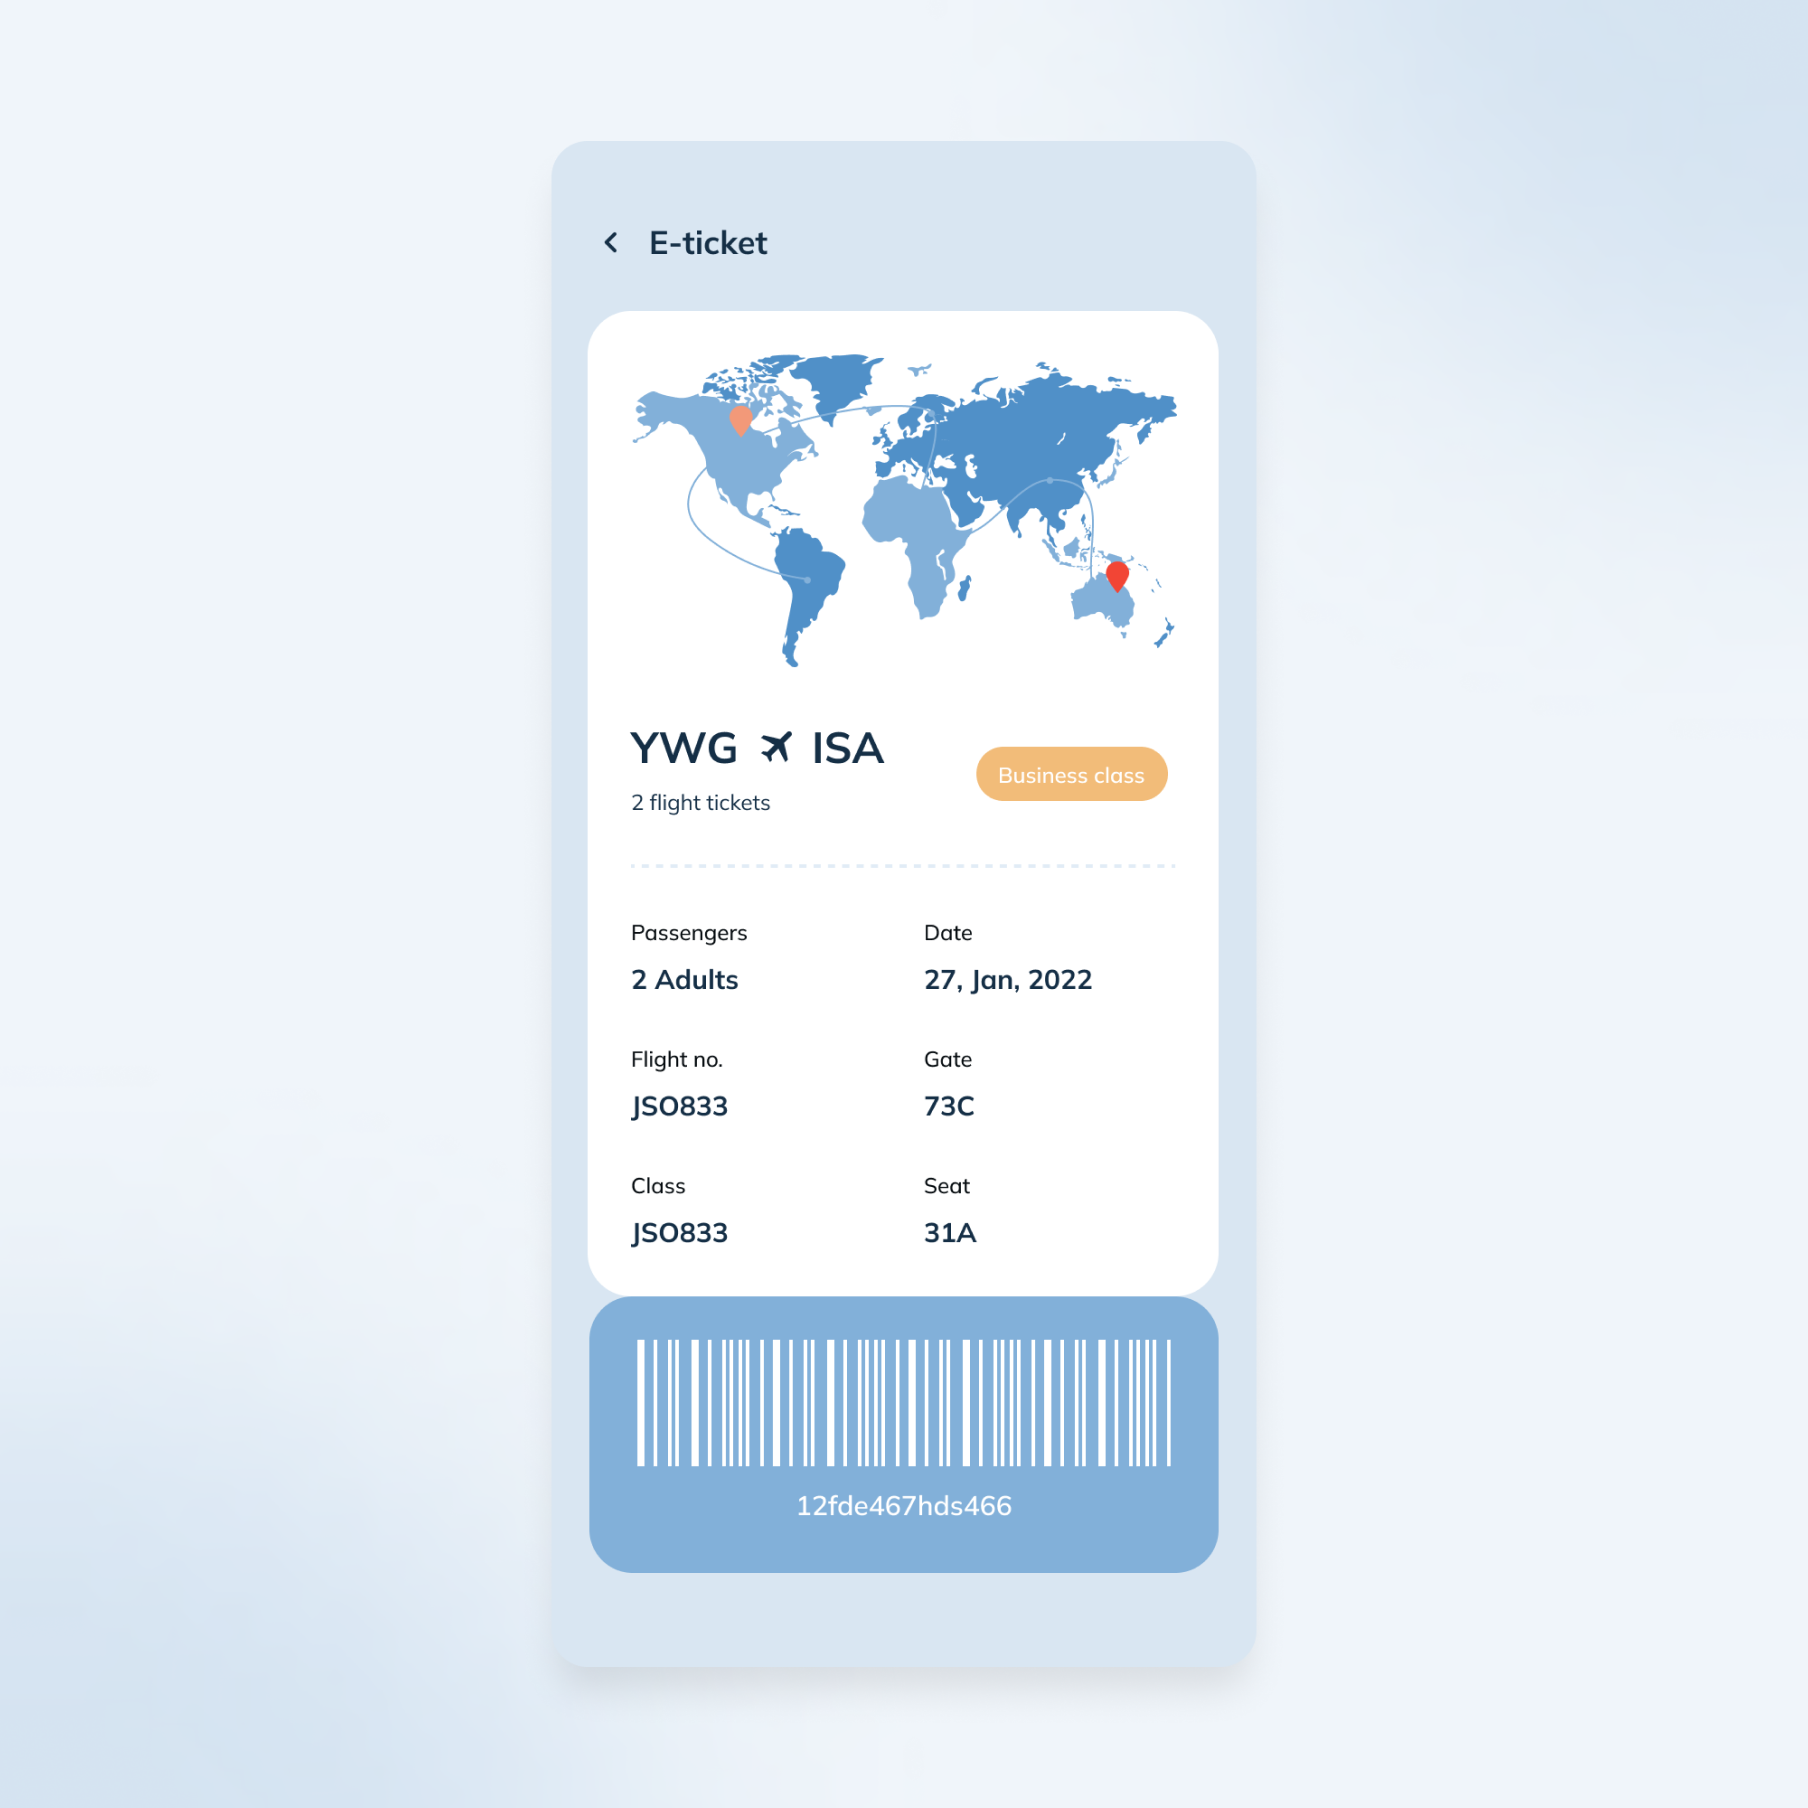 E-ticket
YWG ISA
Business class
2 flight tickets
Passengers Date
2 Adults 27, Jan, 2022
Flight no. Gate
JSO833 73C
Class Seat
JSO833 31A
12fde467hds466